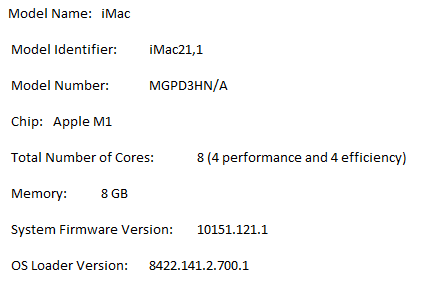 Model Name: iMac
Model Identifier: iMac21,1
Model Number: MGPD3HN/A
Chip: Apple M1
Total Number of Cores: 8 (4 performance and 4 efficiency)
Memory: 8 GB
System Firmware Version: 10151.121.1
OS Loader Version: 8422.141.2.700.1